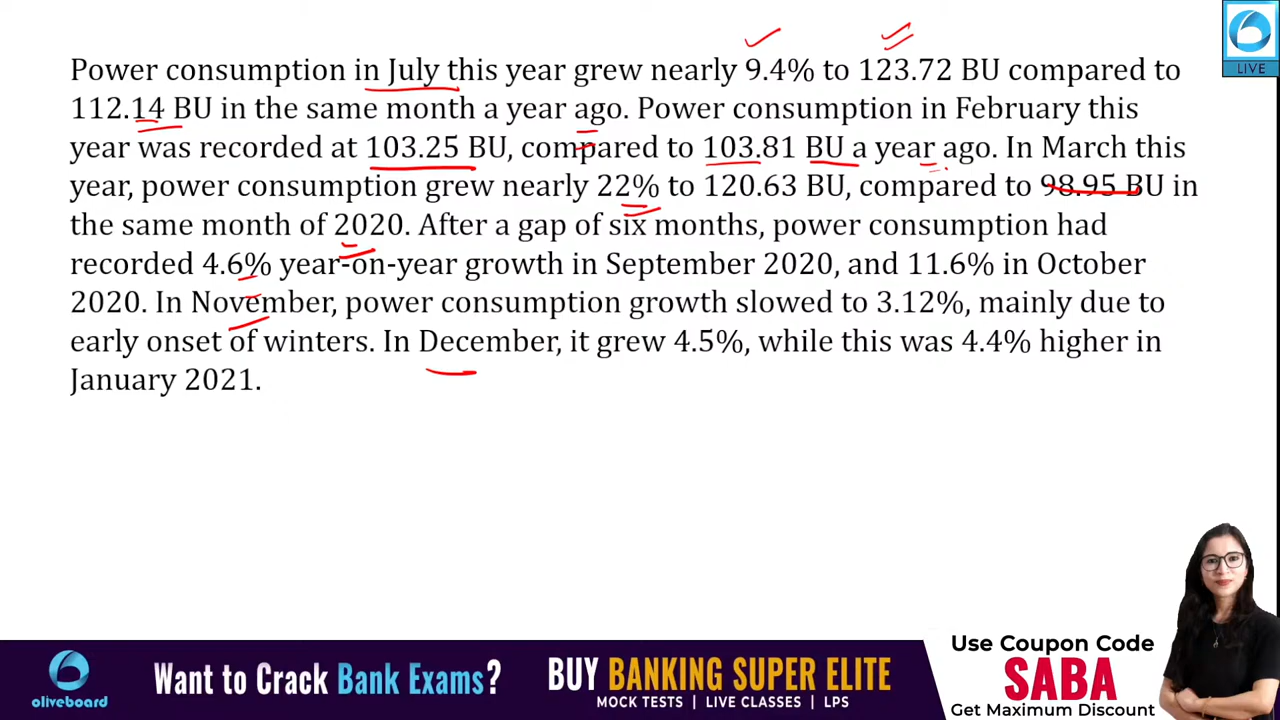 LIVE
Power consumption in July this year grew nearly 9.4% to 123.72 BU compared to
112.14 BU in the same month a year ago. Power consumption in February this
year was recorded at 103.25 BU, compared to 103.81 BU a year ago. In March this
year, power consumption grew nearly 22% to 120.63 BU, compared to 98.95 BU in
the same month of 2020. After a gap of six months, power consumption had
recorded 4.6% year-on-year growth in September 2020, and 11.6% in October
2020. In November, power consumption growth slowed to 3.12%, mainly due to
early onset of winters. In December, it grew 4.5%, while this was 4.4% higher in
January 2021.
oliveboard
Want to Crack Bank Exams?
BUY BANKING SUPER ELITE
MOCK TESTS | LIVE CLASSES | LPS
Use Coupon Code
SABA
Get Maximum Discount